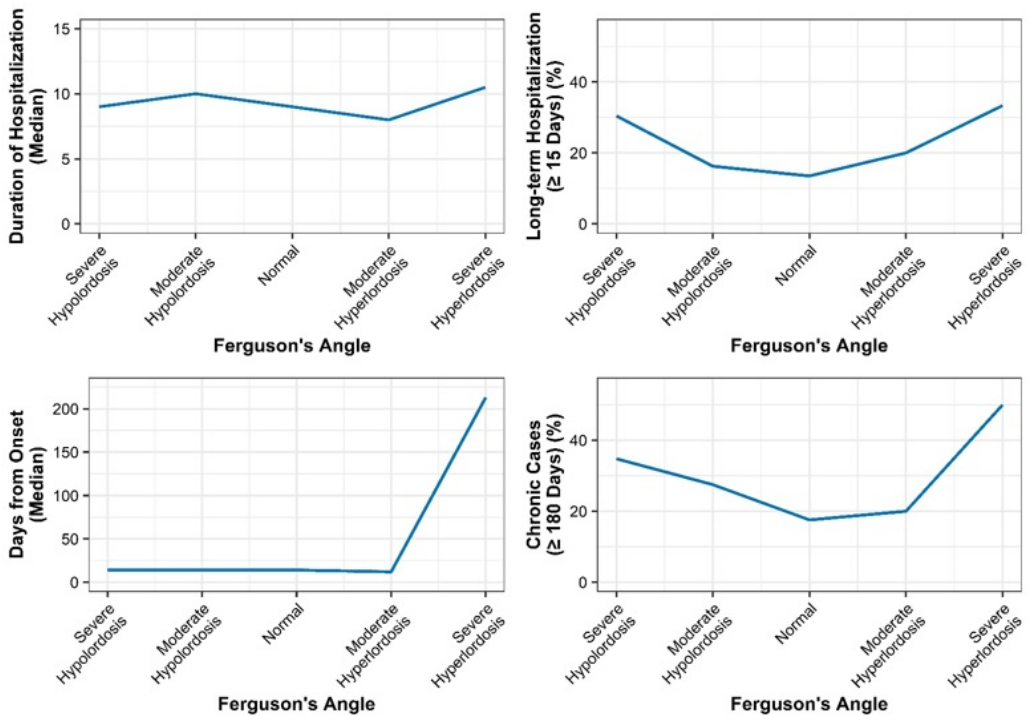 Duration of Hospitalization
(Median)
15
10
5
0
Severe
Hypolordosis
Moderate
Hypolordosis
Normal
Moderate
Hyperlordosis
Severe
Hyperlordosis
Ferguson's Angle
Long-term Hospitalization
(≥ 15 Days) (%)
40
20
0
Severe
Hypolordosis
Moderate
Hypolordosis
Normal
Moderate
Hyperlordosis
Severe
Hyperlordosis
Ferguson's Angle
Days from Onset
(Median)
200
150
100
50
0
Severe
Hypolordosis
Moderate
Hypolordosis
Normal
Moderate
Hyperlordosis
Severe
Hyperlordosis
Ferguson's Angle
Chronic Cases
(≥ 180 Days) (%)
40
20
0
Severe
Hypolordosis
Moderate
Hypolordosis
Normal
Moderate
Hyperlordosis
Severe
Hyperlordosis
Ferguson's Angle